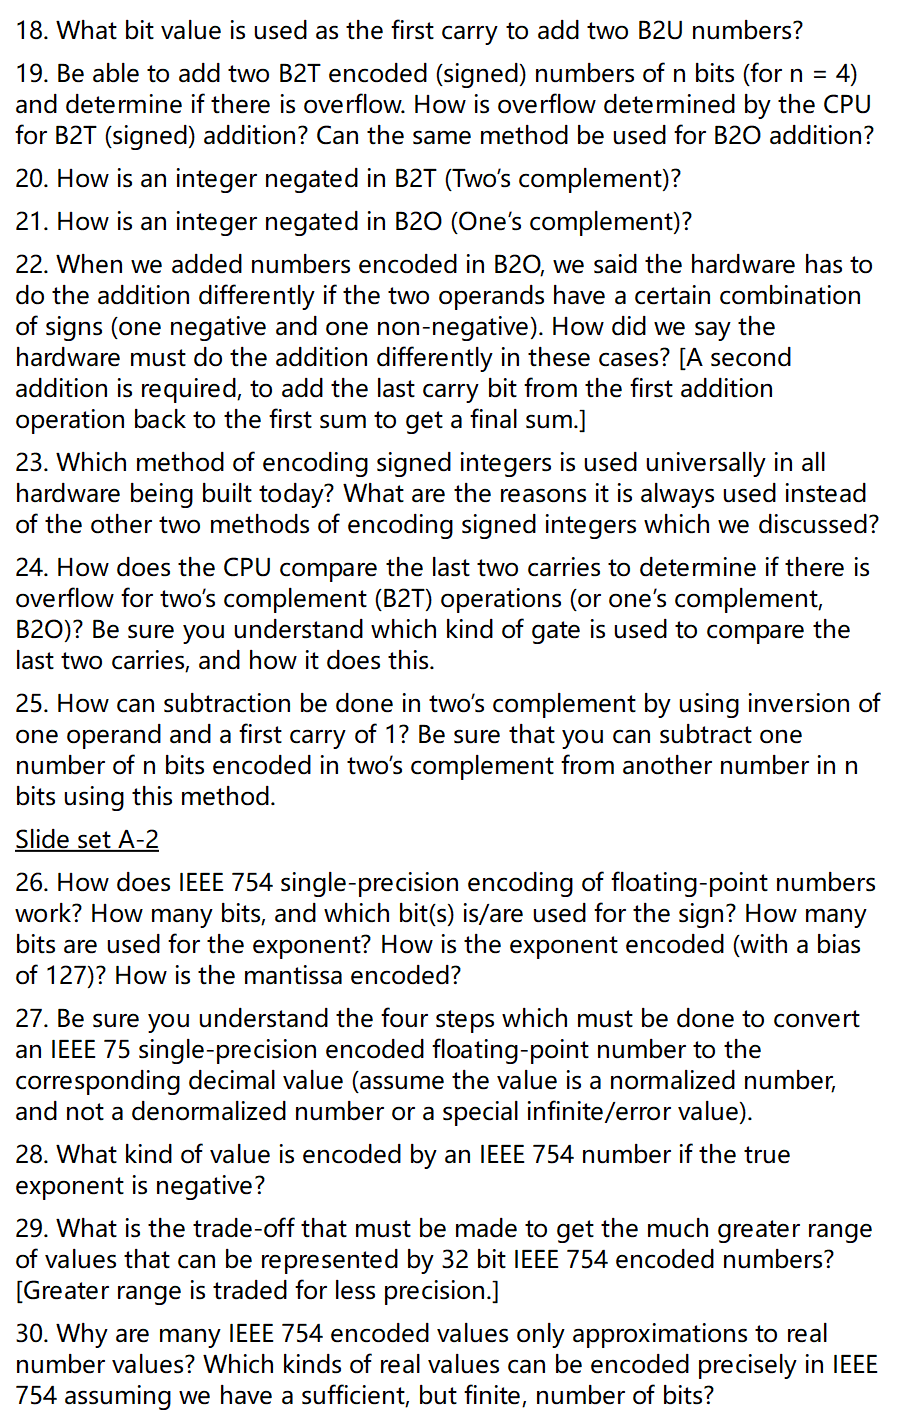 18. What bit value is used as the first carry to add two B2U numbers?
19. Be able to add two B2T encoded (signed) numbers of n bits (for n = 4)
and determine if there is overflow. How is overflow determined by the CPU
for B2T (signed) addition? Can the same method be used for B2O addition?
20. How is an integer negated in B2T (Two's complement)?
21. How is an integer negated in B2O (One's complement)?
22. When we added numbers encoded in B2O, we said the hardware has to
do the addition differently if the two operands have a certain combination
of signs (one negative and one non-negative). How did we say the
hardware must do the addition differently in these cases? [A second
addition is required, to add the last carry bit from the first addition
operation back to the first sum to get a final sum.]
23. Which method of encoding signed integers is used universally in all
hardware being built today? What are the reasons it is always used instead
of the other two methods of encoding signed integers which we discussed?
24. How does the CPU compare the last two carries to determine if there is
overflow for two's complement (B2T) operations (or one's complement,
B2O)? Be sure you understand which kind of gate is used to compare the
last two carries, and how it does this.
25. How can subtraction be done in two's complement by using inversion of
one operand and a first carry of 1? Be sure that you can subtract one
number of n bits encoded in two's complement from another number in n
bits using this method.
Slide set A-2
26. How does IEEE 754 single-precision encoding of floating-point numbers
work? How many bits, and which bit(s) is/are used for the sign? How many
bits are used for the exponent? How is the exponent encoded (with a bias
of 127)? How is the mantissa encoded?
27. Be sure you understand the four steps which must be done to convert
an IEEE 75 single-precision encoded floating-point number to the
corresponding decimal value (assume the value is a normalized number,
and not a denormalized number or a special infinite/error value).
28. What kind of value is encoded by an IEEE 754 number if the true
exponent is negative?
29. What is the trade-off that must be made to get the much greater range
of values that can be represented by 32 bit IEEE 754 encoded numbers?
[Greater range is traded for less precision.]
30. Why are many IEEE 754 encoded values only approximations to real
number values? Which kinds of real values can be encoded precisely in IEEE
754 assuming we have a sufficient, but finite, number of bits?